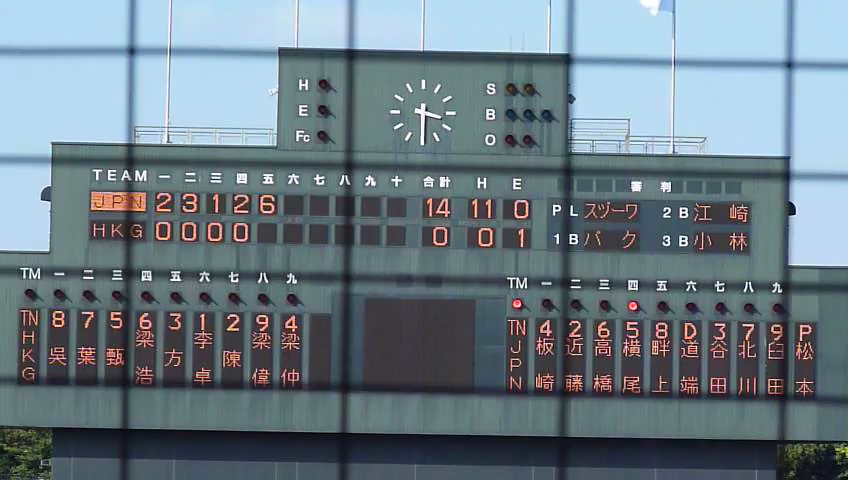 H S
E B
Fc O
TEAM 一 二 三 四 五 六 七 八 九 十 合計 H E 審判
JPN 2 3 1 2 6 14 11 0 PL スヅーワ 2B 江崎
HKG 0 0 0 0 0 0 1 1B パク 3B 小林
TM 一 二 三 四 五 六 七 八 九
TN 8 7 5 6 3 1 2 9 4
HKG 呉 葉 甄 梁浩 方 李卓 陳 梁偉 梁仲
TM 一 二 三 四 五 六 七 八 九
TN 4 2 6 5 8 D 3 7 9 P
JPN 板崎 近藤 高橋 横尾 畔上 道端 谷田 北川 臼田 松本